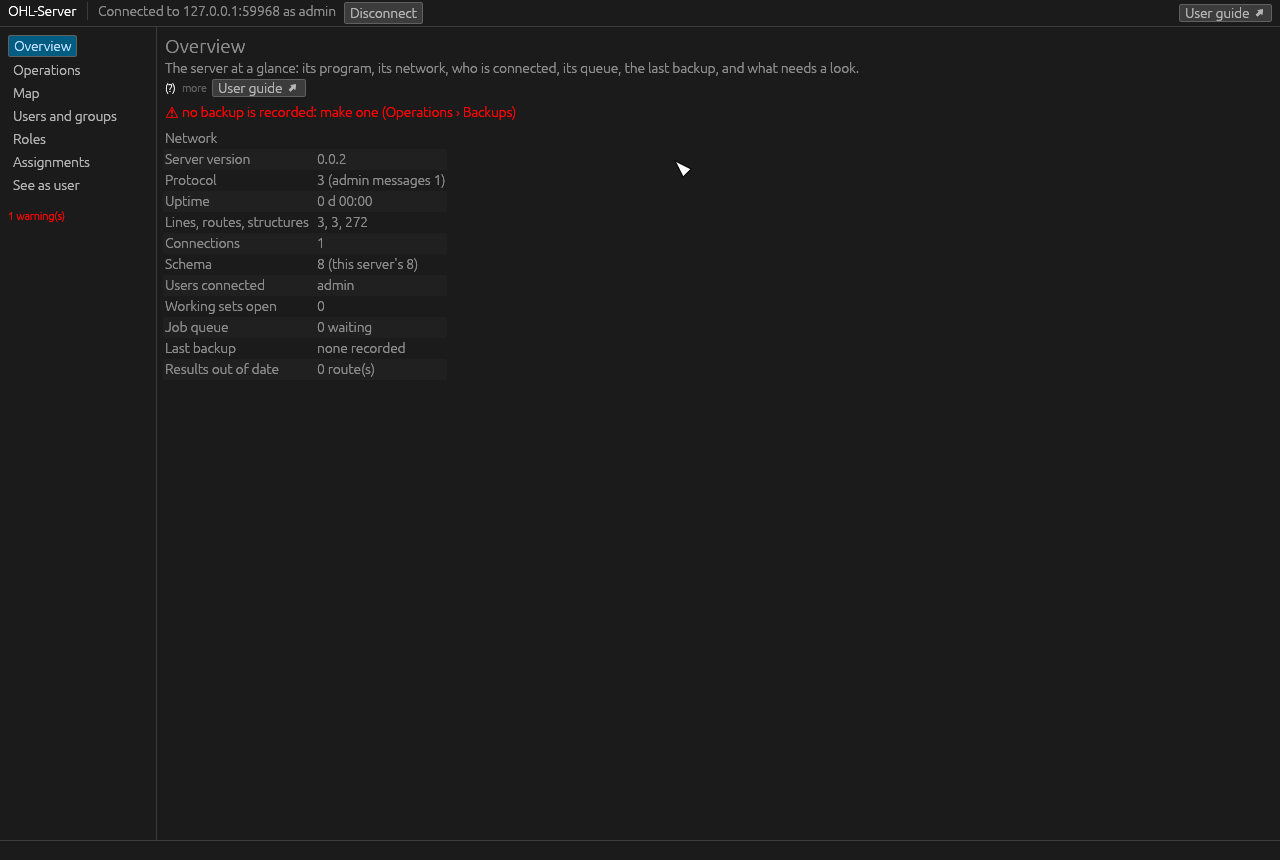 OHL-Server Connected to 127.0.0.1:59968 as admin Disconnect User guide ↗
Overview
Operations
Map
Users and groups
Roles
Assignments
See as user
1 warning(s)
Overview
The server at a glance: its program, its network, who is connected, its queue, the last backup, and what needs a look.
(?) more User guide ↗
⚠ no backup is recorded: make one (Operations › Backups)
Network
Server version 0.0.2
Protocol 3 (admin messages 1)
Uptime 0 d 00:00
Lines, routes, structures 3, 3, 272
Connections 1
Schema 8 (this server's 8)
Users connected admin
Working sets open 0
Job queue 0 waiting
Last backup none recorded
Results out of date 0 route(s)